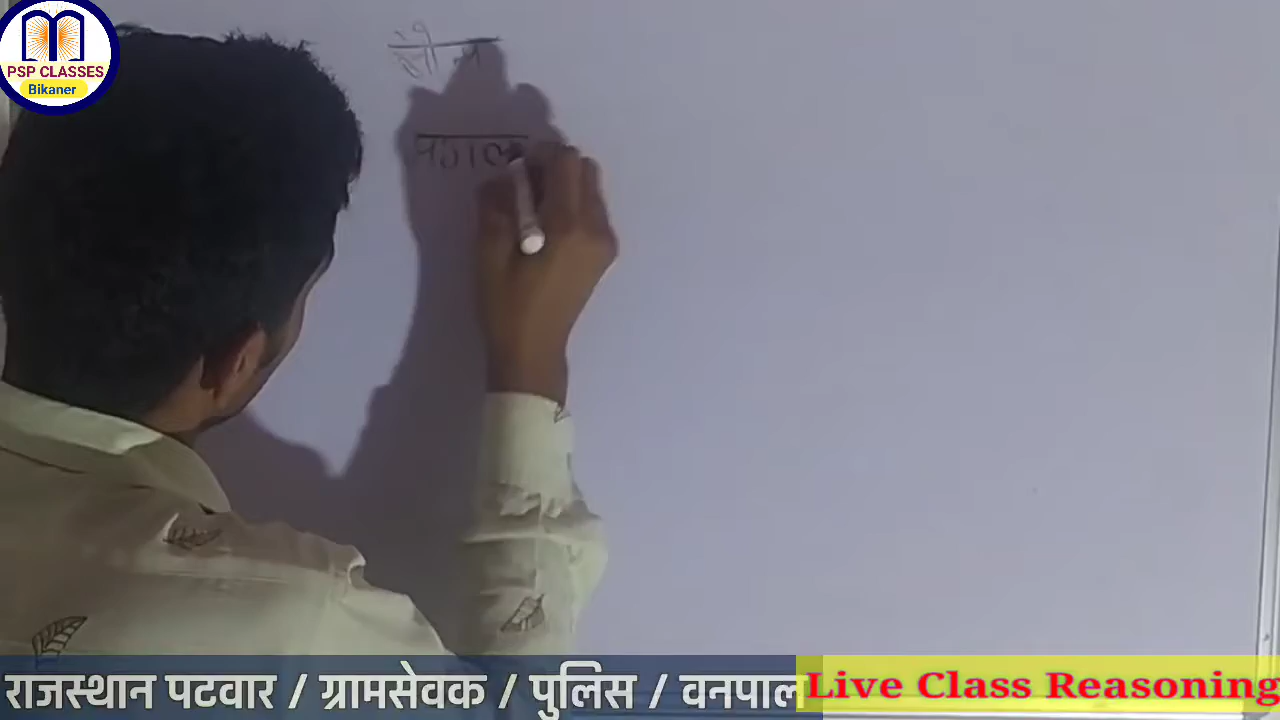 PSP CLASSES
Bikaner
राजस्थान पटवार / ग्रामसेवक / पुलिस / वनपाल
Live Class Reasoning